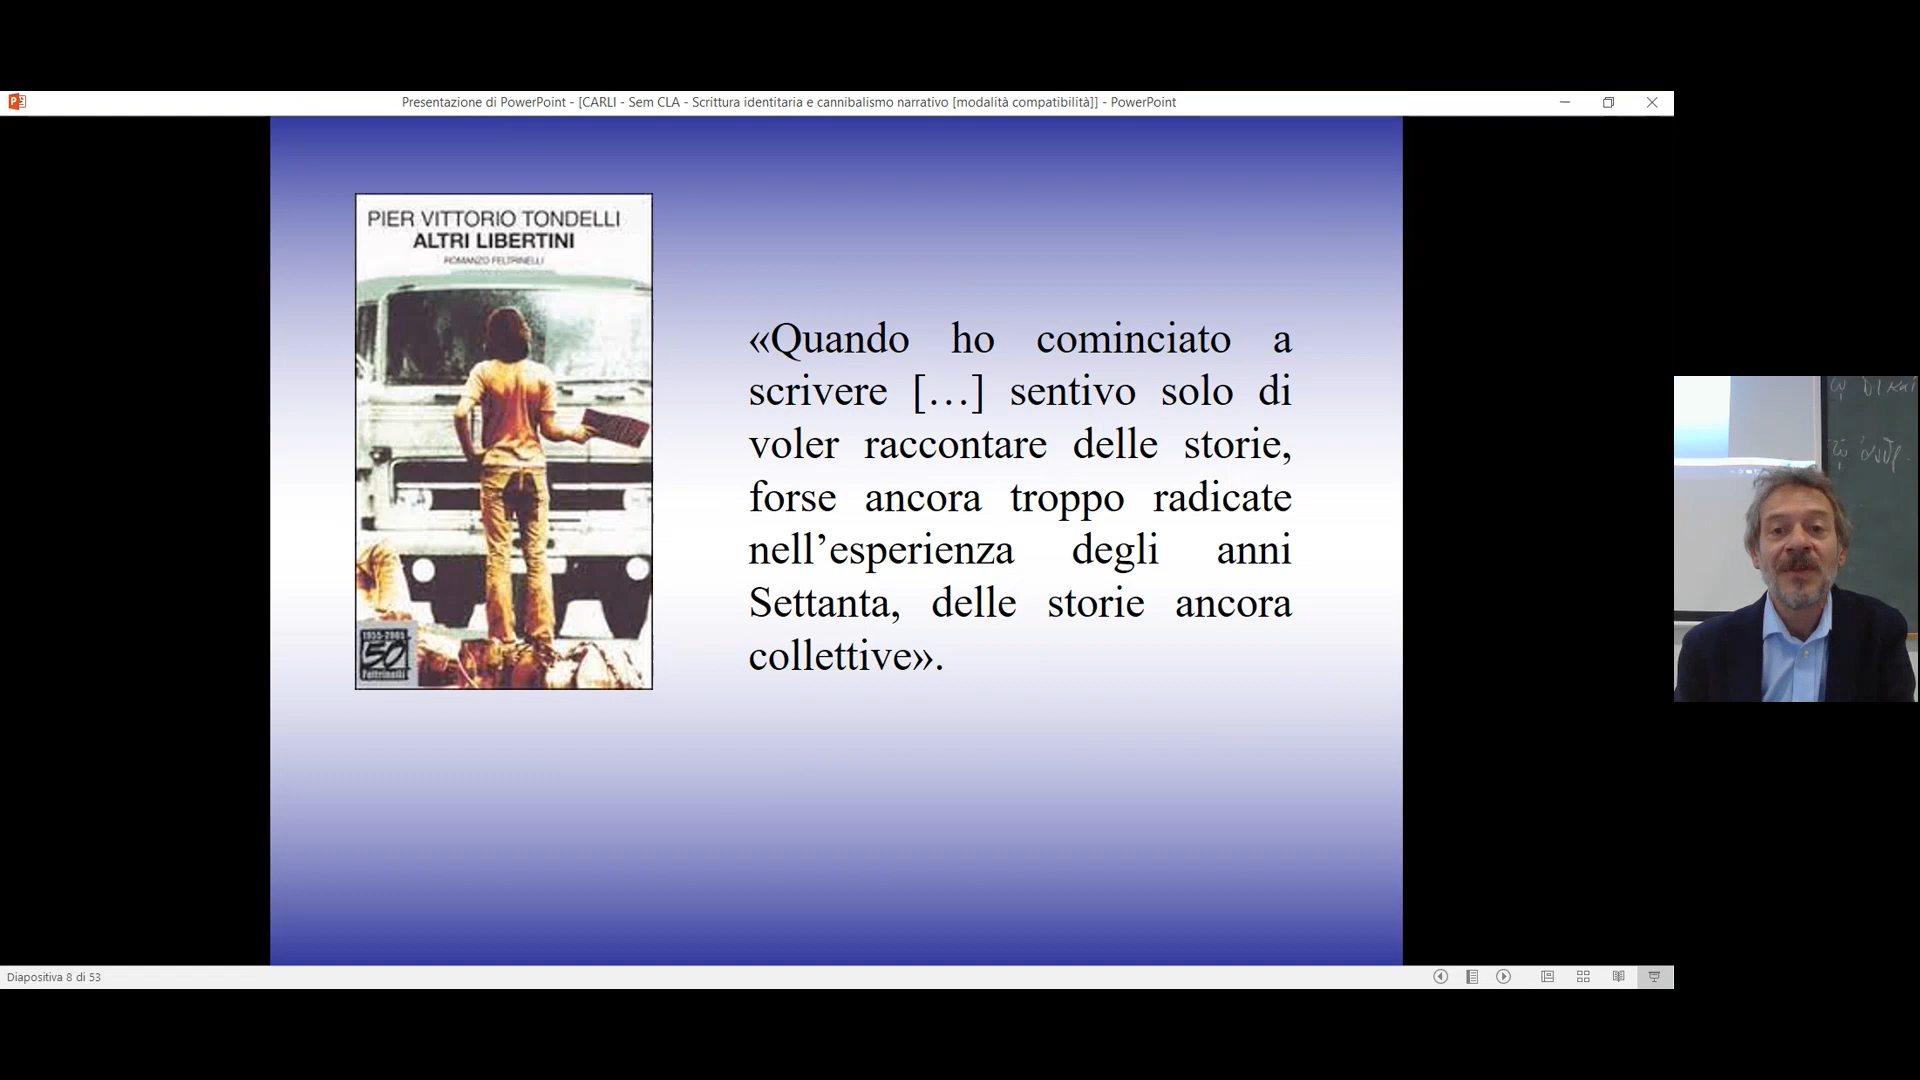 Presentazione di PowerPoint - [CARLI - Sem CLA - Scrittura identitaria e cannibalismo narrativo [modalità compatibilità]] - PowerPoint
PIER VITTORIO TONDELLI
ALTRI LIBERTINI
ROMANZO FELTRINELLI
«Quando ho cominciato a
scrivere […] sentivo solo di
voler raccontare delle storie,
forse ancora troppo radicate
nell’esperienza degli anni
Settanta, delle storie ancora
collettive».
1955-2005
50
Feltrinelli
Diapositiva 8 di 53